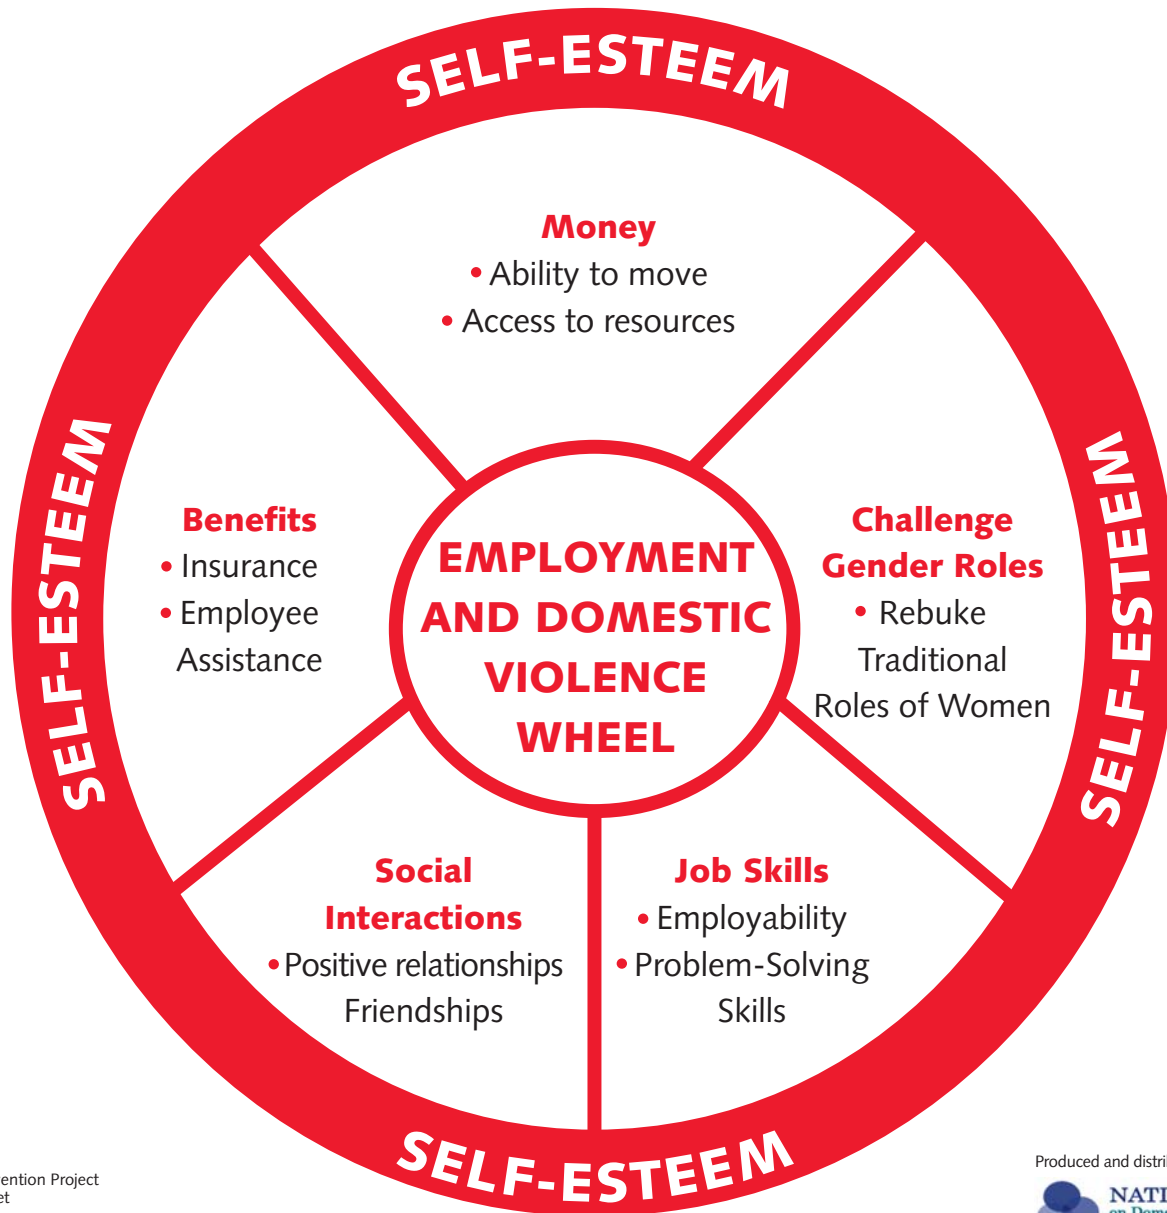 SELF-ESTEEM
Money
• Ability to move
• Access to resources
SELF-ESTEEM
Benefits
• Insurance
• Employee
Assistance
EMPLOYMENT
AND DOMESTIC
VIOLENCE
WHEEL
Challenge
Gender Roles
• Rebuke
Traditional
Roles of Women
SELF-ESTEEM
Social
Interactions
• Positive relationships
Friendships
Job Skills
• Employability
• Problem-Solving
Skills
SELF-ESTEEM
Project
Produced and
on